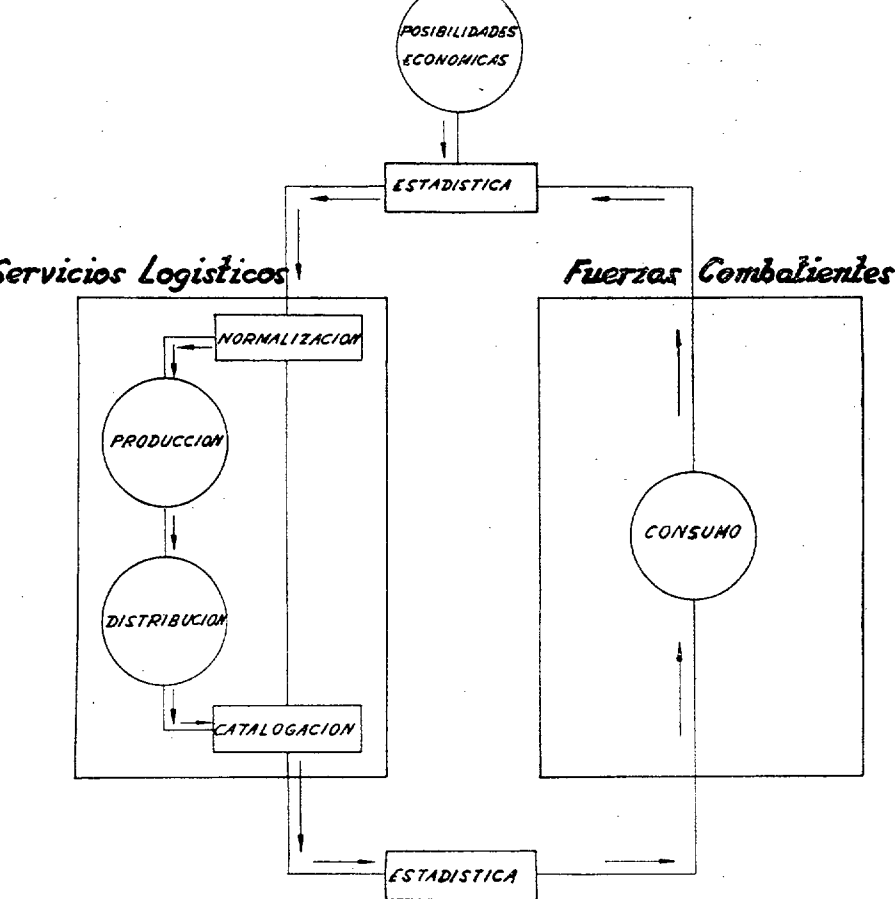 POSIBILIDADES
ECONOMICAS
ESTADISTICA
Servicios Logisticos
Fuerzas Combatientes
NORMALIZACION
PRODUCCION
CONSUMO
DISTRIBUCION
CATALOGACION
ESTADISTICA